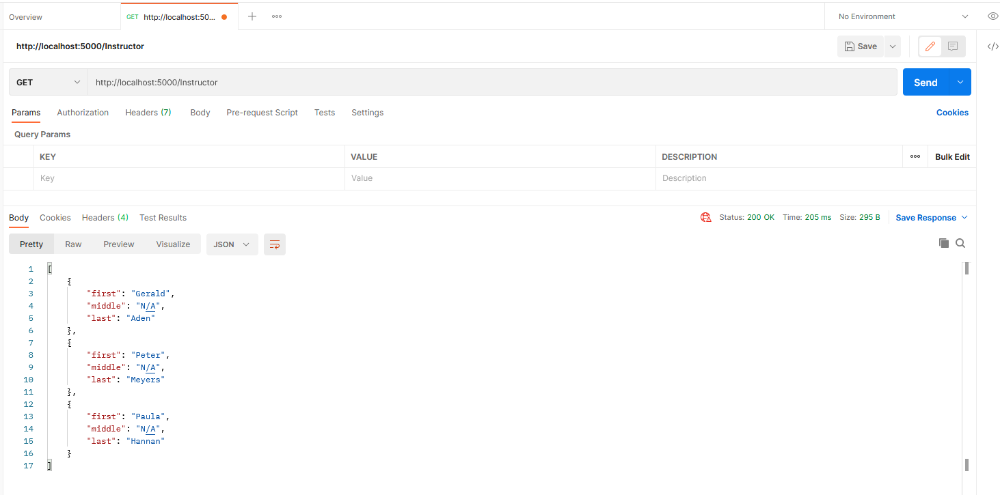 Overview
GET http://localhost:50...
No Environment
http://localhost:5000/Instructor
Save
GET http://localhost:5000/Instructor Send
Params Authorization Headers (7) Body Pre-request Script Tests Settings Cookies
Query Params
KEY VALUE DESCRIPTION Bulk Edit
Key Value Description
Body Cookies Headers (4) Test Results Status: 200 OK Time: 205 ms Size: 295 B Save Response
Pretty Raw Preview Visualize JSON
1 [
2 {
3 "first": "Gerald",
4 "middle": "N/A",
5 "last": "Aden"
6 },
7 {
8 "first": "Peter",
9 "middle": "N/A",
10 "last": "Meyers"
11 },
12 {
13 "first": "Paula",
14 "middle": "N/A",
15 "last": "Hannan"
16 }
17 ]